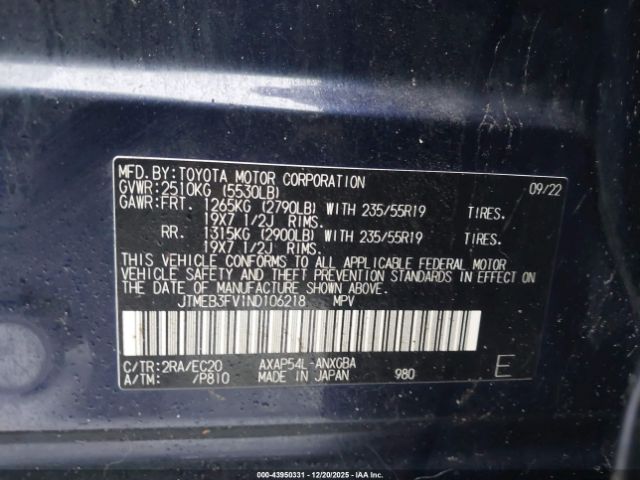 MFD.BY:TOYOTA MOTOR CORPORATION 09/22
GVWR:2510KG (5530LB)
GAWR:FRT. 1265KG (2790LB) WITH 235/55R19 TIRES.
19X7 1/2J RIMS.
RR. 1315KG (2900LB) WITH 235/55R19 TIRES.
19X7 1/2J RIMS.
THIS VEHICLE CONFORMS TO ALL APPLICABLE FEDERAL MOTOR
VEHICLE SAFETY AND THEFT PREVENTION STANDARDS IN EFFECT ON
THE DATE OF MANUFACTURE SHOWN ABOVE.
JTMEB3FV1ND106218 MPV
C/TR:2RA/EC20 AXAP54L-ANXGBA
A/TM: /P810 MADE IN JAPAN 980 E
000-43950331 - 12/20/2025 - IAA Inc.